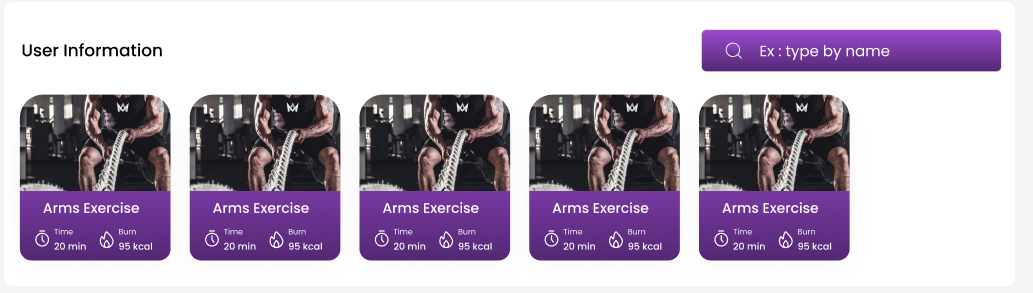 User Information
Ex : type by name
Arms Exercise
Time
20 min
Burn
95 kcal
Arms Exercise
Time
20 min
Burn
95 kcal
Arms Exercise
Time
20 min
Burn
95 kcal
Arms Exercise
Time
20 min
Burn
95 kcal
Arms Exercise
Time
20 min
Burn
95 kcal